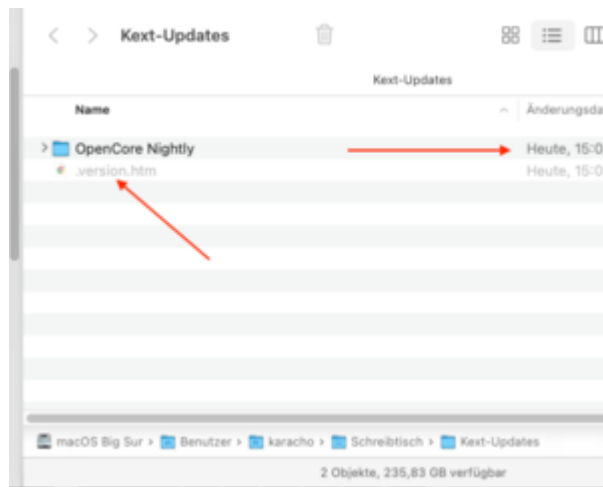 Kext-Updates
Kext-Updates
Name
Änderungsda
OpenCore Nightly
Heute, 15:0
.version.htm
Heute, 15:0
macOS Big Sur › Benutzer › karacho › Schreibtisch › Kext-Updates
2 Objekte, 235,83 GB verfügbar